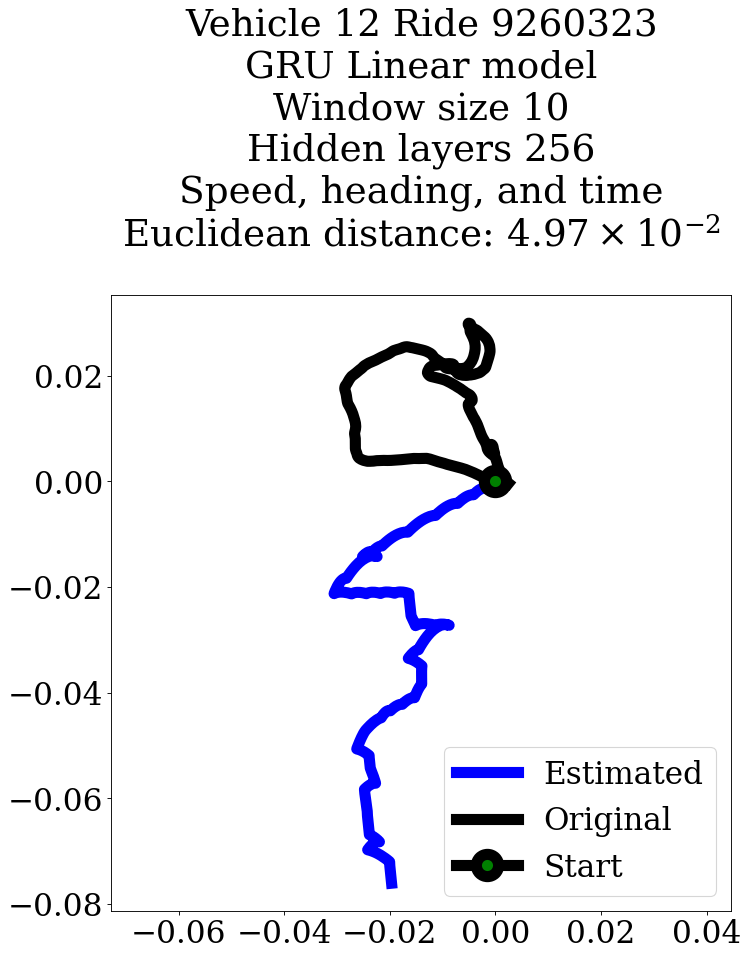 Vehicle 12 Ride 9260323
GRU Linear model
Window size 10
Hidden layers 256
Speed, heading, and time
Euclidean distance: 4.97 × 10⁻²
0.02
0.00
−0.02
−0.04
−0.06
−0.08
Estimated
Original
Start
−0.06 −0.04 −0.02 0.00 0.02 0.04